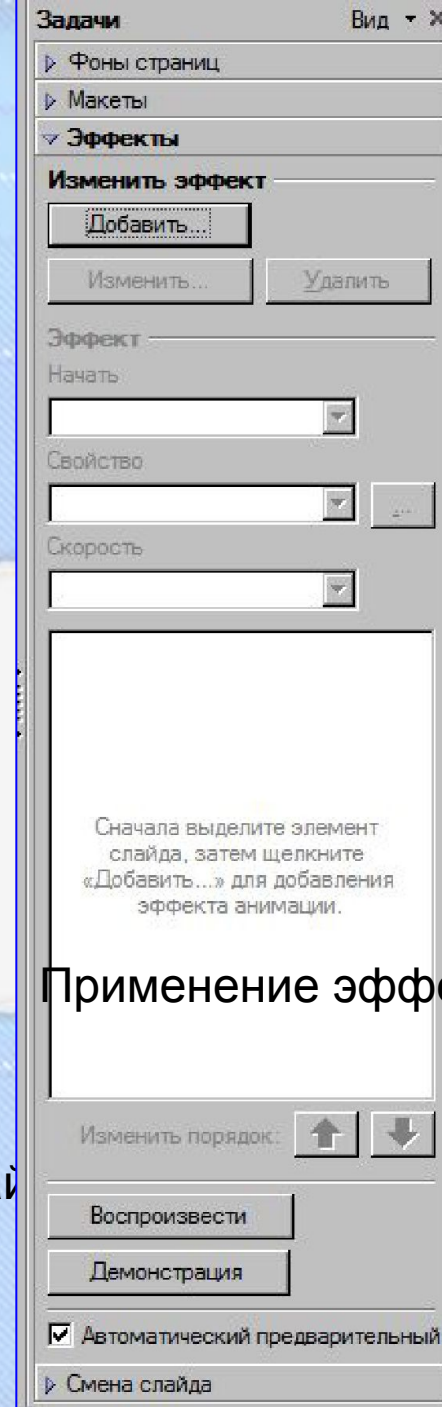 Задачи Вид
Фоны страниц
Макеты
Эффекты
Изменить эффект
Добавить...
Изменить... Удалить
Эффект
Начать
Свойство
...
Скорость
Сначала выделите элемент
слайда, затем щелкните
«Добавить...» для добавления
эффекта анимации.
Применение эфф
Изменить порядок:
Воспроизвести
Демонстрация
Автоматический предварительный
Смена слайда